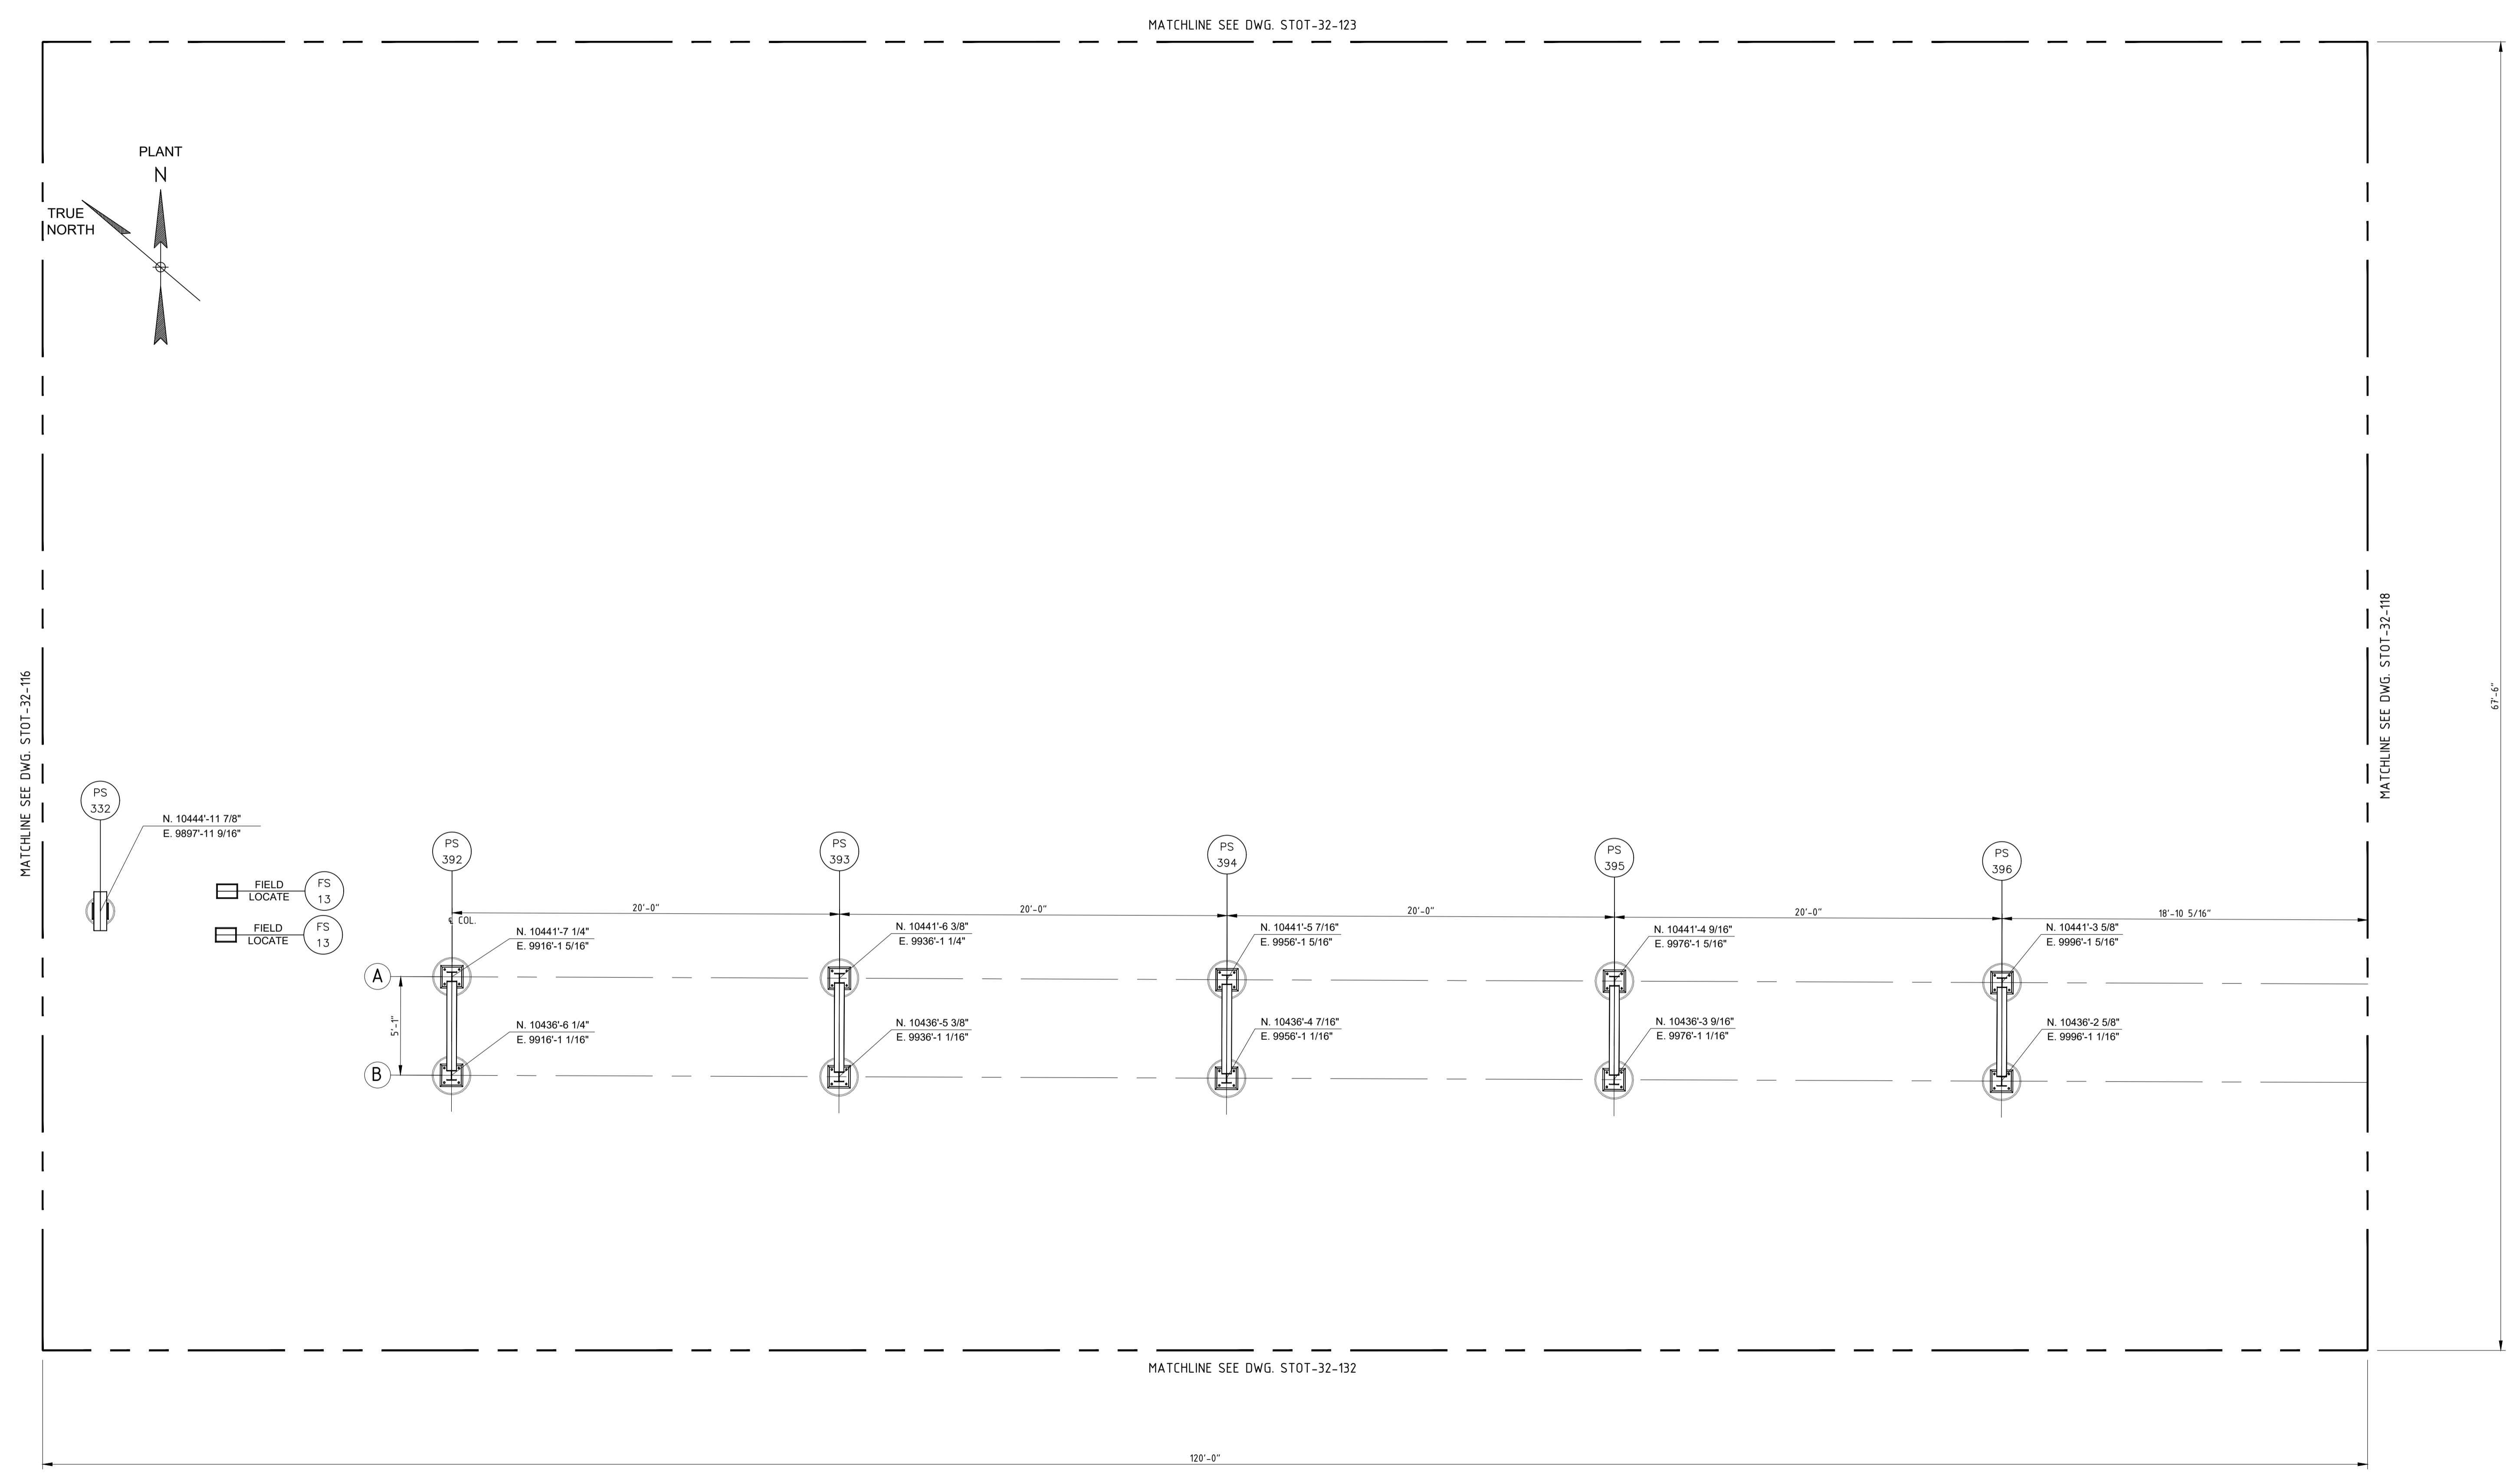 MATCHLINE SEE DWG. STOT-32-123
PLANT
N
TRUE
NORTH
MATCHLINE SEE DWG. STOT-32-116
MATCHLINE SEE DWG. STOT-32-118
67'-6"
PS
332
N. 10444'-11 7/8"
E. 9897'-11 9/16"
FIELD
LOCATE
FS
13
FIELD
LOCATE
FS
13
PS
392
PS
393
PS
394
PS
395
PS
396
20'-0"
20'-0"
20'-0"
20'-0"
18'-10 5/16"
℄ COL.
N. 10441'-7 1/4"
E. 9916'-1 5/16"
N. 10441'-6 3/8"
E. 9936'-1 1/4"
N. 10441'-5 7/16"
E. 9956'-1 5/16"
N. 10441'-4 9/16"
E. 9976'-1 5/16"
N. 10441'-3 5/8"
E. 9996'-1 5/16"
A
5'-1"
B
N. 10436'-6 1/4"
E. 9916'-1 1/16"
N. 10436'-5 3/8"
E. 9936'-1 1/16"
N. 10436'-4 7/16"
E. 9956'-1 1/16"
N. 10436'-3 9/16"
E. 9976'-1 1/16"
N. 10436'-2 5/8"
E. 9996'-1 1/16"
MATCHLINE SEE DWG. STOT-32-132
120'-0"